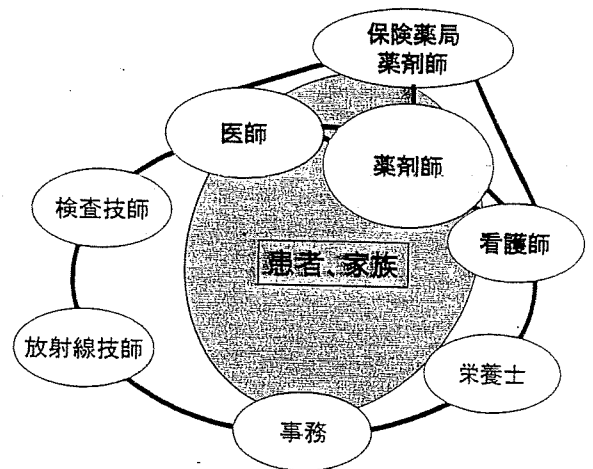 保険薬局
薬剤師
医師
薬剤師
検査技師
看護師
患者、家族
放射線技師
栄養士
事務